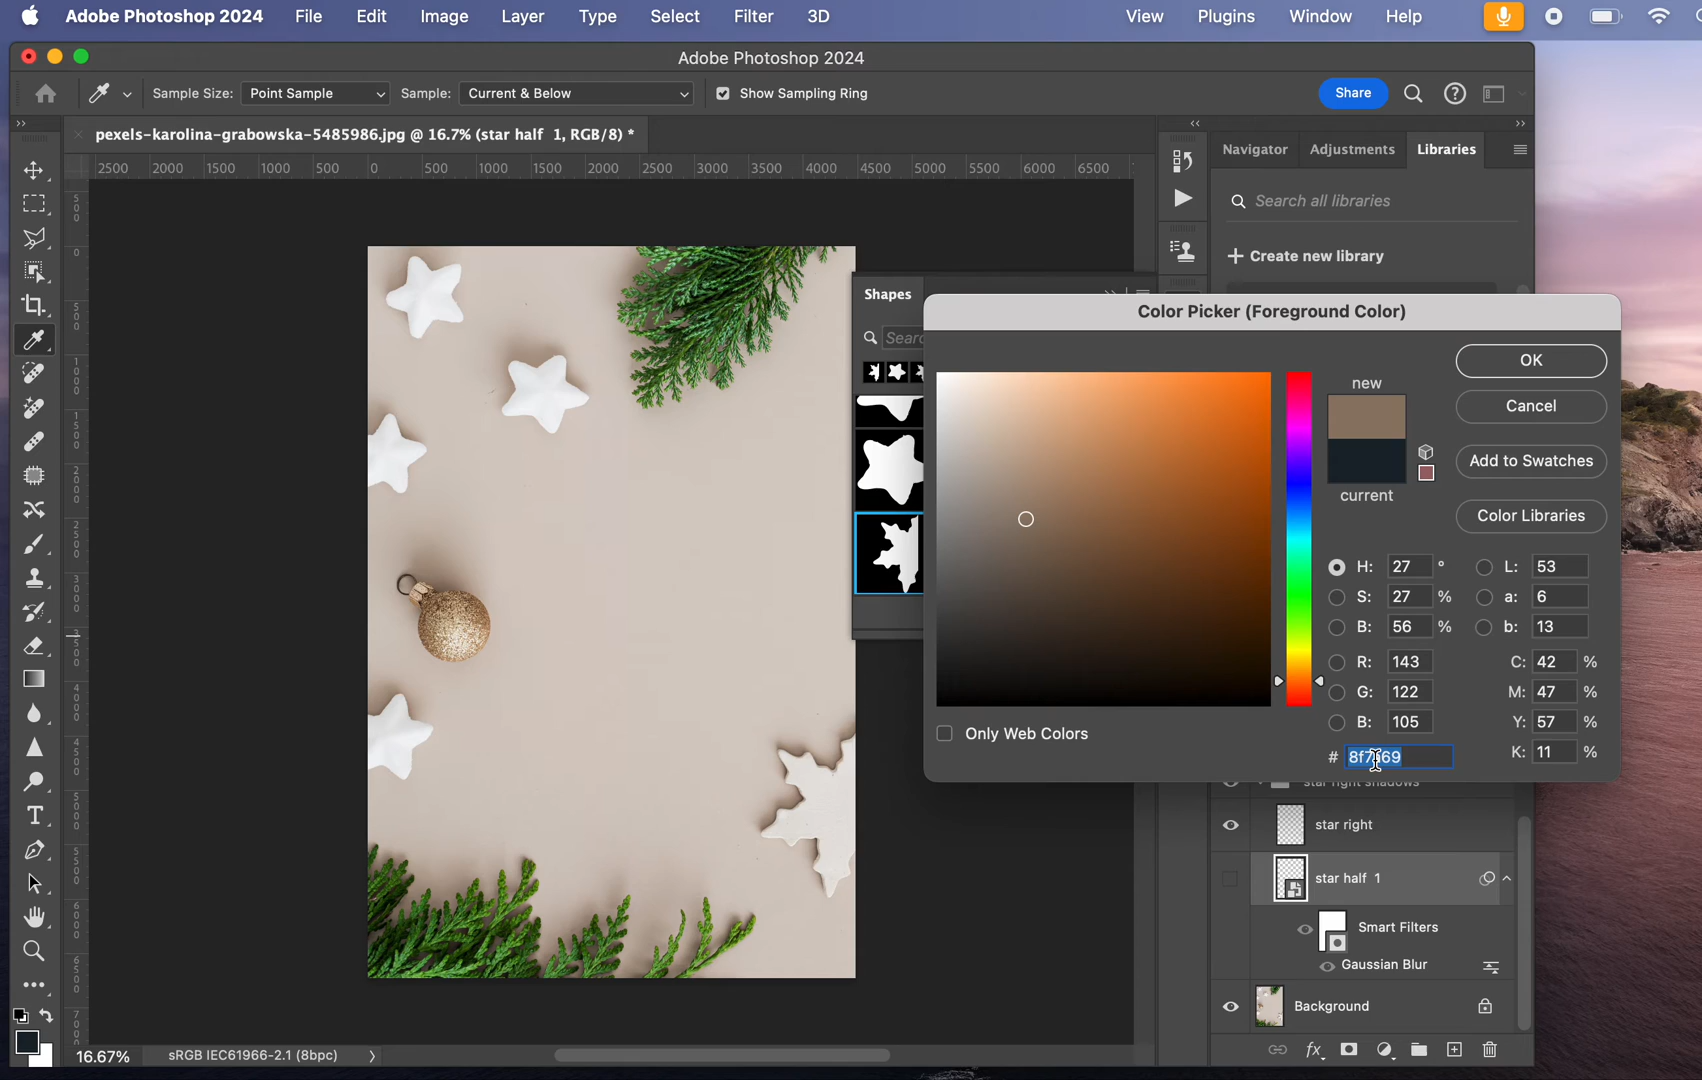 Adobe Photoshop 2024 File Edit Image Layer Type Select Filter 3D View Plugins Window Help
Adobe Photoshop 2024
Sample Size: Point Sample Sample: Current & Below Show Sampling Ring Share
pexels-karolina-grabowska-5485986.jpg @ 16.7% (star half 1, RGB/8) *
Navigator Adjustments Libraries
2500 2000 1500 1000 500 0 500 1000 1500 2000 2500 3000 3500 4000 4500 5000 5500 6000 6500
Search all libraries
+ Create new library
Shapes
Color Picker (Foreground Color)
new
current
OK
Cancel
Add to Swatches
Color Libraries
H: 27 ° L: 53
S: 27 % a: 6
B: 56 % b: 13
R: 143 C: 42 %
G: 122 M: 47 %
B: 105 Y: 57 %
# K: 11 %
Only Web Colors
star right shadows
star right
star half 1
Smart Filters
Gaussian Blur
Background
16.67% sRGB IEC61966-2.1 (8bpc)